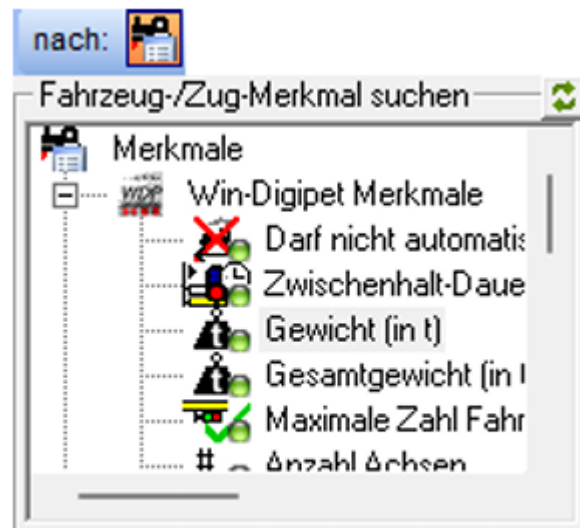 nach:
Fahrzeug-/Zug-Merkmal suchen
Merkmale
WDP Win-Digipet Merkmale
Darf nicht automatis
Zwischenhalt-Daue
Gewicht (in t)
Gesamtgewicht (in
Maximale Zahl Fahr
# Anzahl Achsen